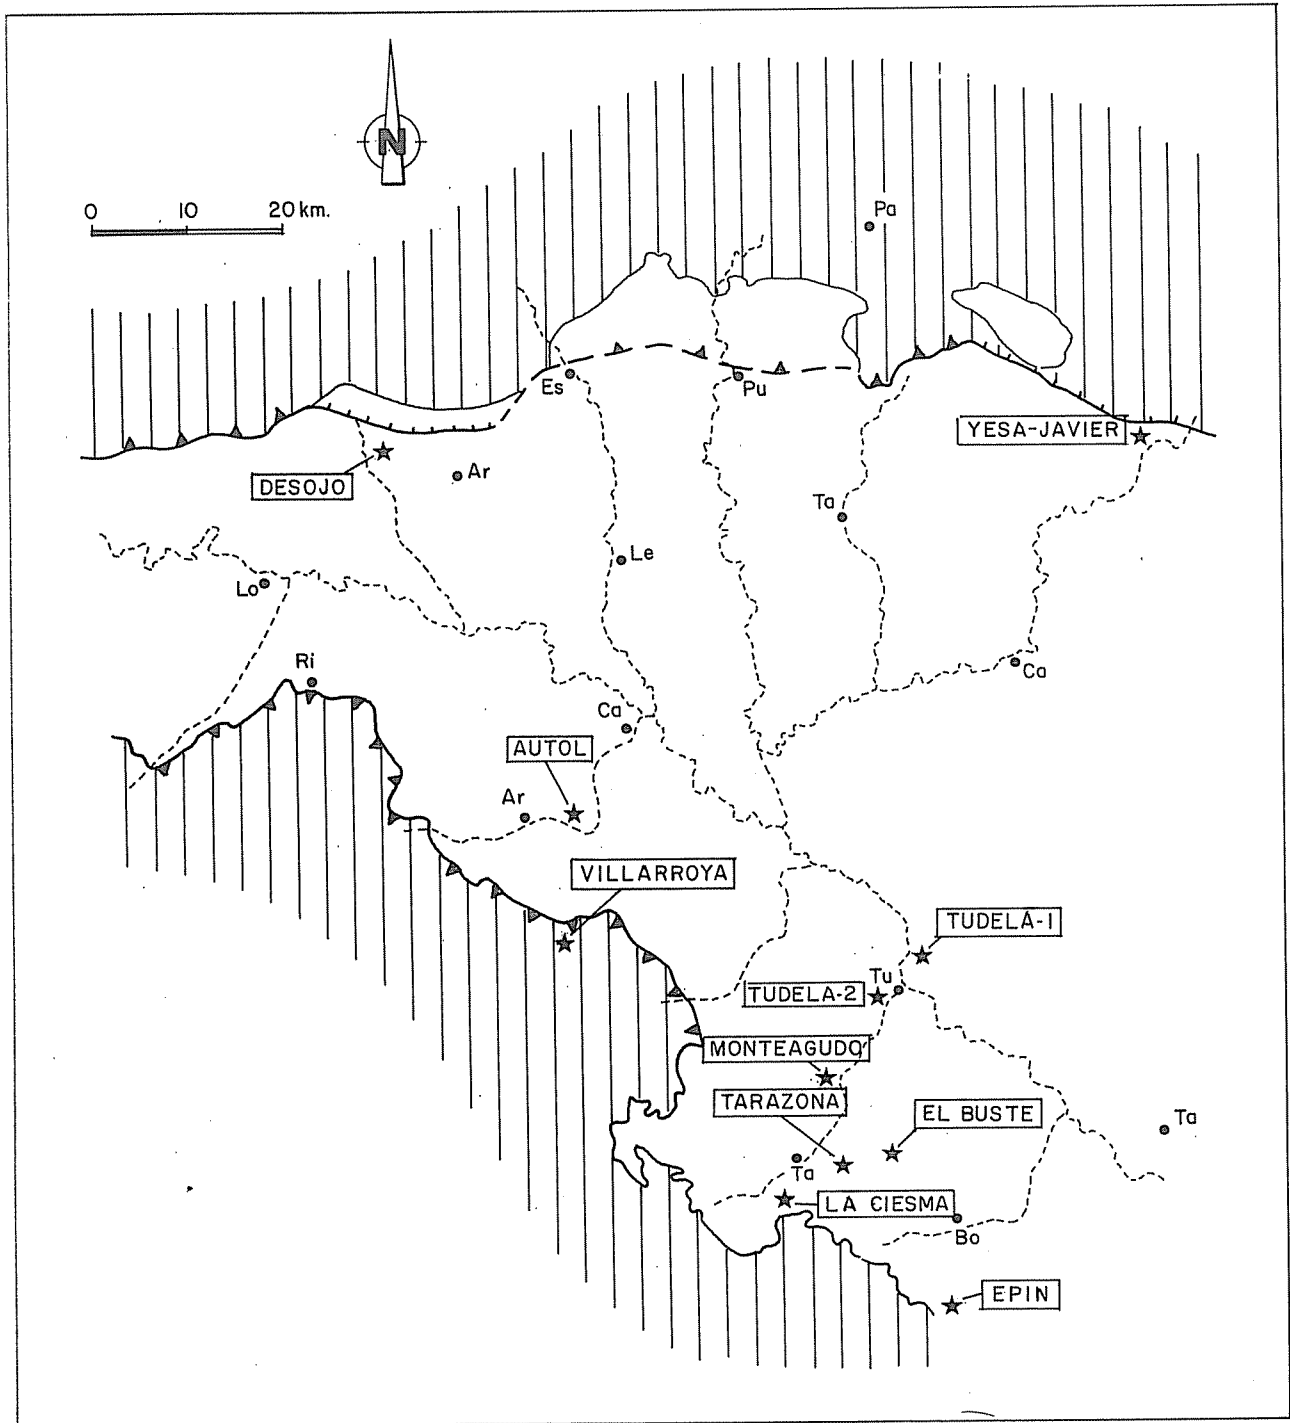 N
0 10 20 km.
Pa
Es
Pu
YESA-JAVIER
DESOJO
Ar
Ta
Le
Lo
Ri
Ca
Ca
AUTOL
Ar
VILLARROYA
TUDELA-1
Tu
TUDELA-2
MONTEAGUDO
TARAZONA
EL BUSTE
Ta
Ta
LA CIESMA
Bo
EPIN